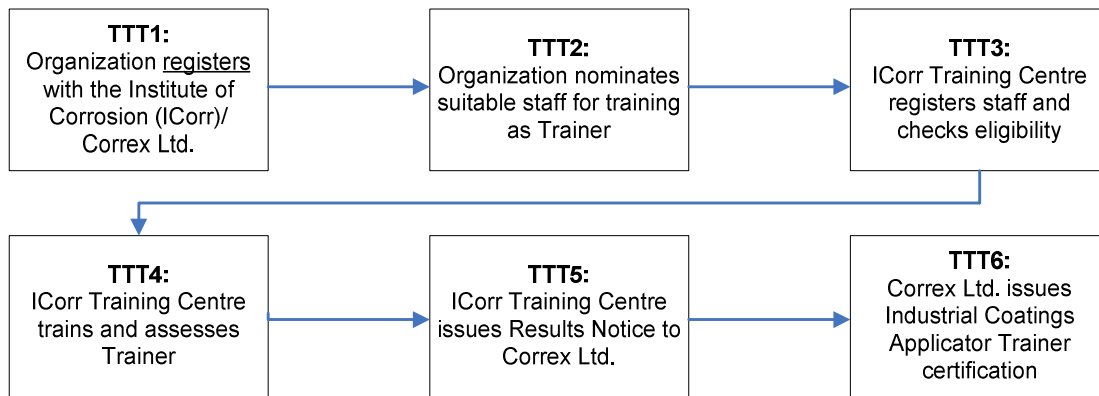 TTT1:
Organization registers
with the Institute of
Corrosion (ICorr)/
Correx Ltd.
TTT2:
Organization nominates
suitable staff for training
as Trainer
TTT3:
ICorr Training Centre
registers staff and
checks eligibility
TTT4:
ICorr Training Centre
trains and assesses
Trainer
TTT5:
ICorr Training Centre
issues Results Notice to
Correx Ltd.
TTT6:
Correx Ltd. issues
Industrial Coatings
Applicator Trainer
certification